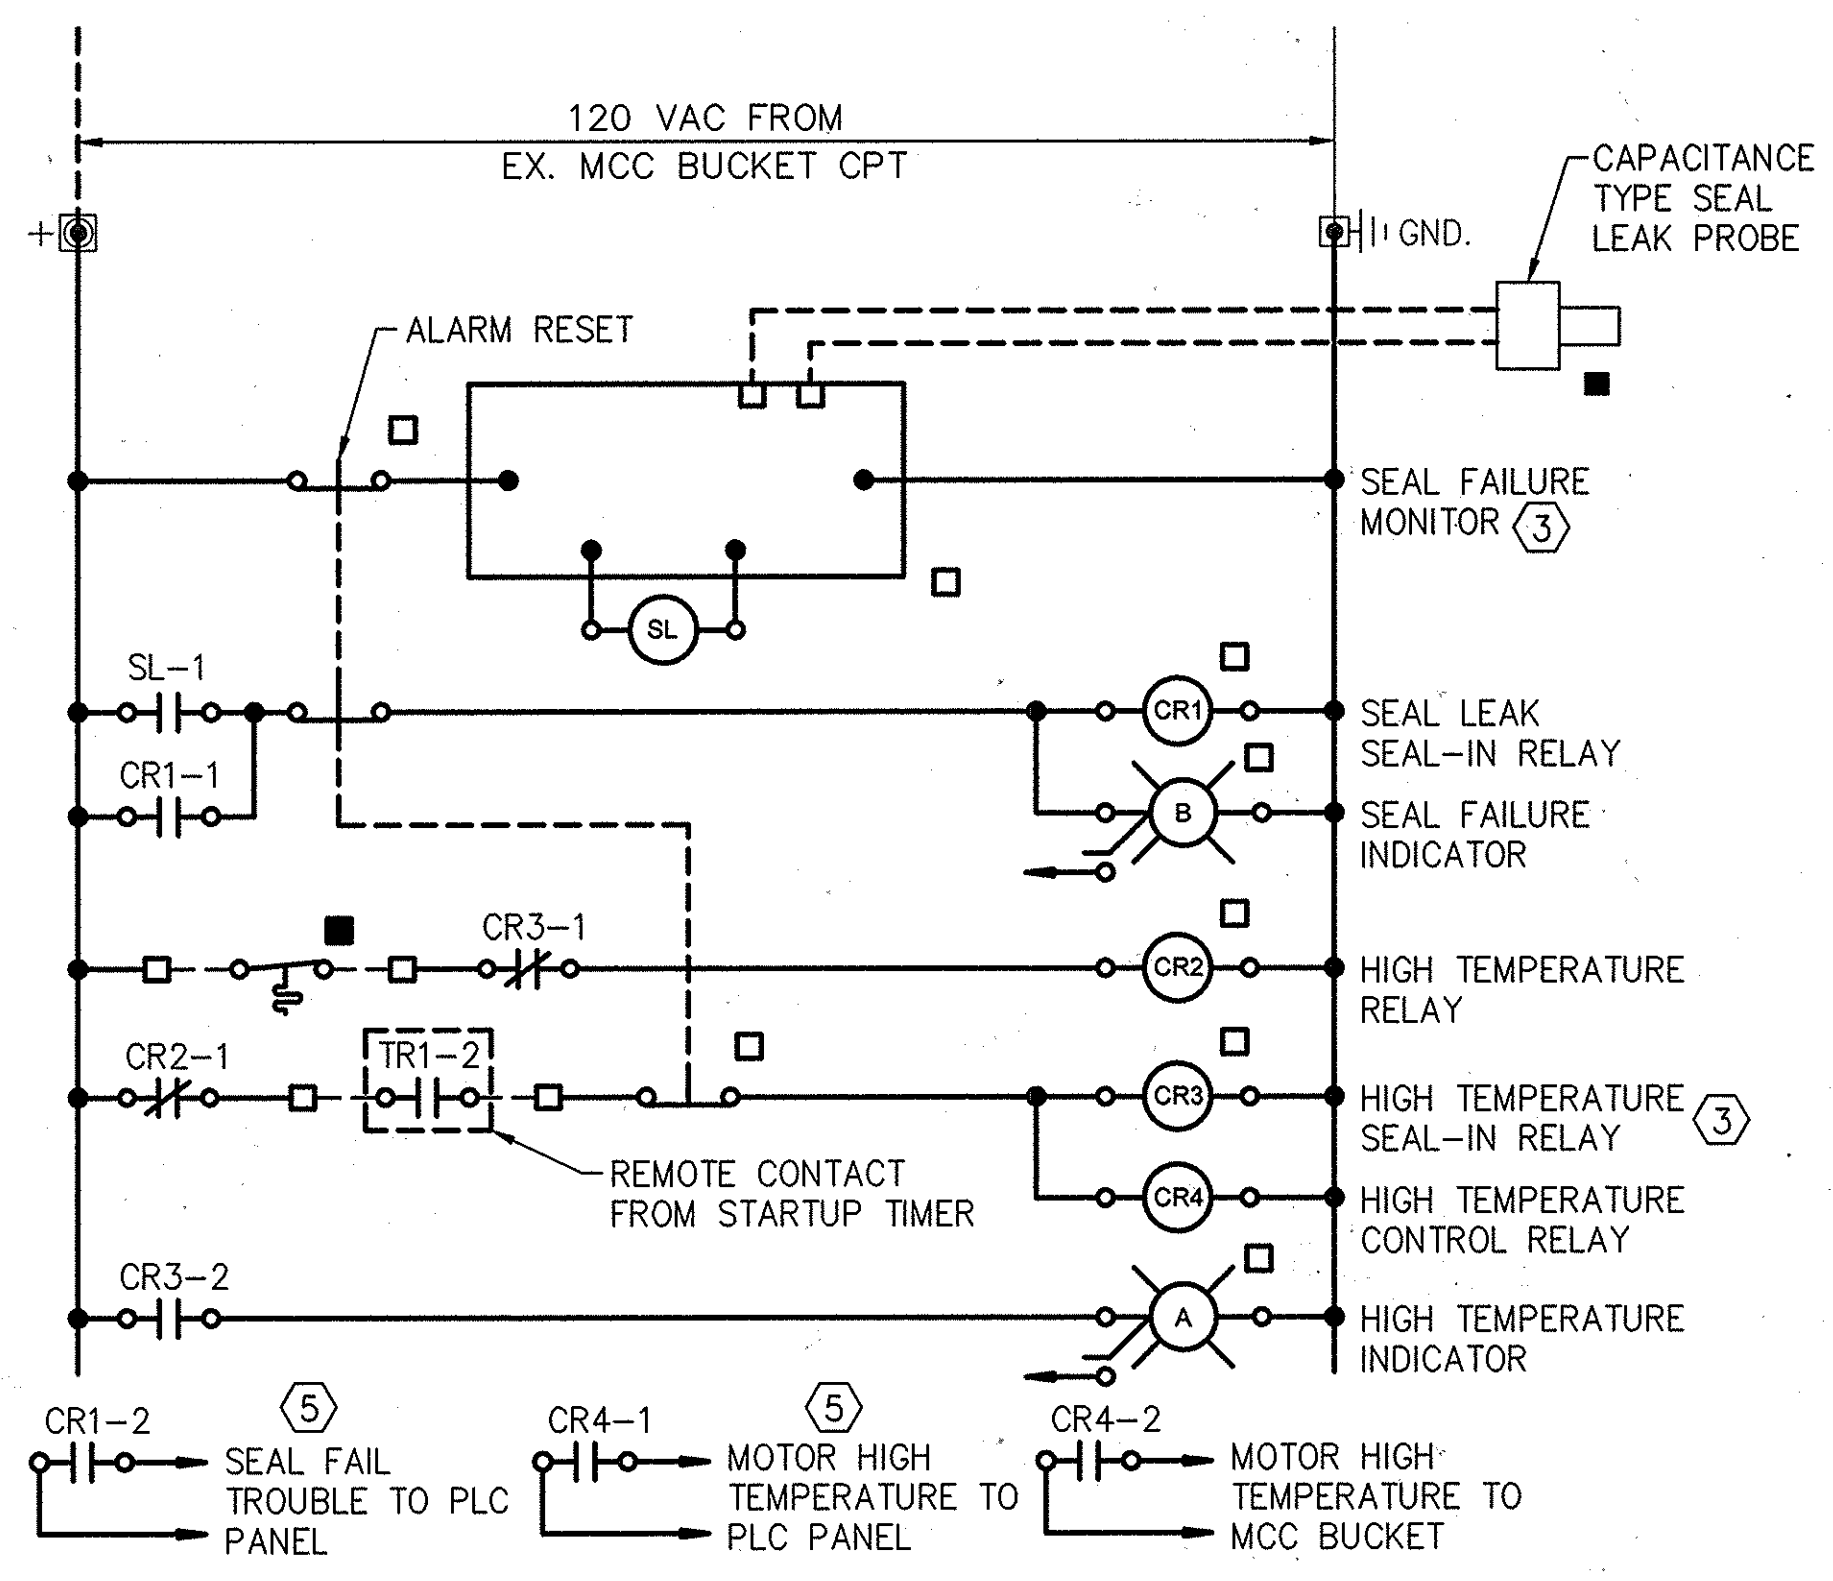 120 VAC FROM
EX. MCC BUCKET CPT
CAPACITANCE
TYPE SEAL
LEAK PROBE
+
GND.
ALARM RESET
SEAL FAILURE
MONITOR 3
SL
SL-1
CR1
SEAL LEAK
SEAL-IN RELAY
CR1-1
B
SEAL FAILURE
INDICATOR
CR3-1
CR2
HIGH TEMPERATURE
RELAY
CR2-1
TR1-2
CR3
HIGH TEMPERATURE
SEAL-IN RELAY 3
REMOTE CONTACT
FROM STARTUP TIMER
CR4
HIGH TEMPERATURE
CONTROL RELAY
CR3-2
A
HIGH TEMPERATURE
INDICATOR
CR1-2
5
SEAL FAIL
TROUBLE TO PLC
PANEL
CR4-1
5
MOTOR HIGH
TEMPERATURE TO
PLC PANEL
CR4-2
MOTOR HIGH
TEMPERATURE TO
MCC BUCKET